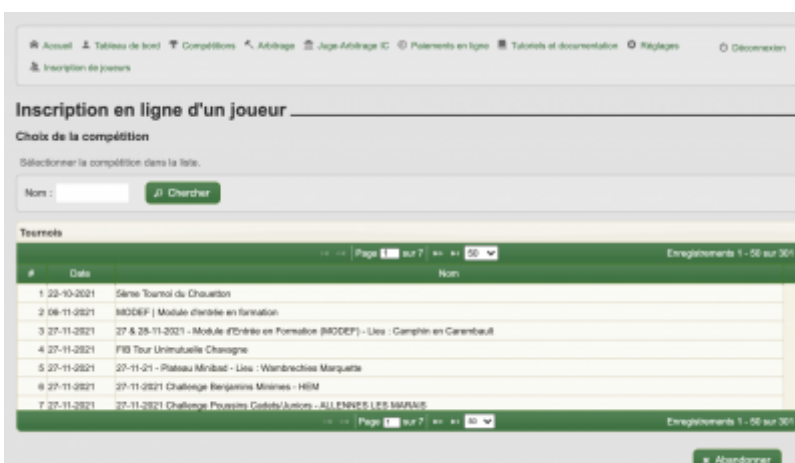 Accueil Tableau de bord Compétitions Arbitrage Juge-Arbitrage IC Paiements en ligne Tutoriels et documentation Réglages Déconnexion
Inscription de joueurs
Inscription en ligne d'un joueur
Choix de la compétition
Sélectionner la compétition dans la liste.
Nom : Chercher
Tournois
Page 1 sur 7 50 Enregistrements 1 - 50 sur 301
# Date Nom
1 22-10-2021 5ème Tournoi du Chouetton
2 06-11-2021 MODEF | Module d'entrée en formation
3 27-11-2021 27 & 28-11-2021 - Module d'Entrée en Formation (MODEF) - Lieu : Camphin en Carembault
4 27-11-2021 FIB Tour Unimutuelle Chavagne
5 27-11-2021 27-11-21 - Plateau Minibad - Lieu : Wambrechies Marquette
6 27-11-2021 27-11-2021 Challenge Benjamins Minimes - HEM
7 27-11-2021 27-11-2021 Challenge Poussins Cadets/Juniors - ALLENNES LES MARAIS
Page 1 sur 7 50 Enregistrements 1 - 50 sur 301
Abandonner